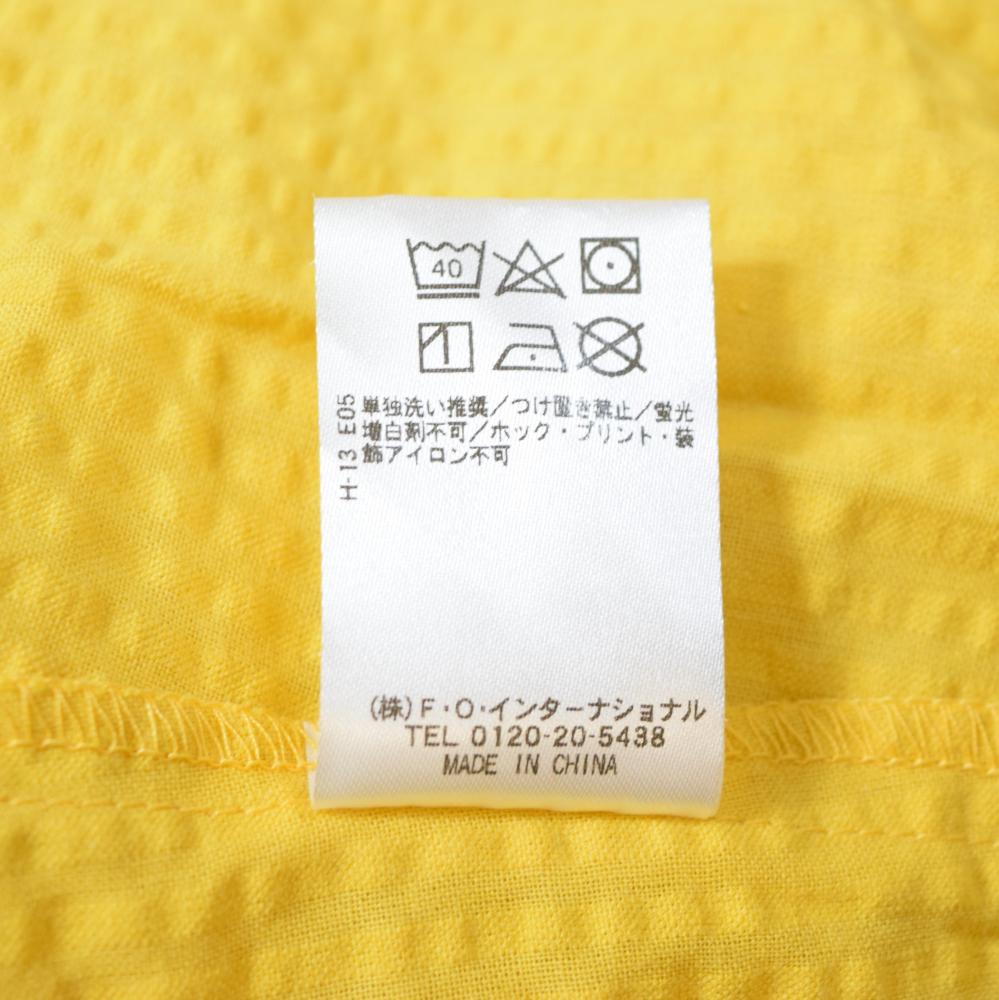 40
単独洗い推奨/つけ置き禁止/蛍光
増白剤不可/ホック・プリント・装
飾アイロン不可
H-13 E05
(株)F・O・インターナショナル
TEL 0120-20-5438
MADE IN CHINA